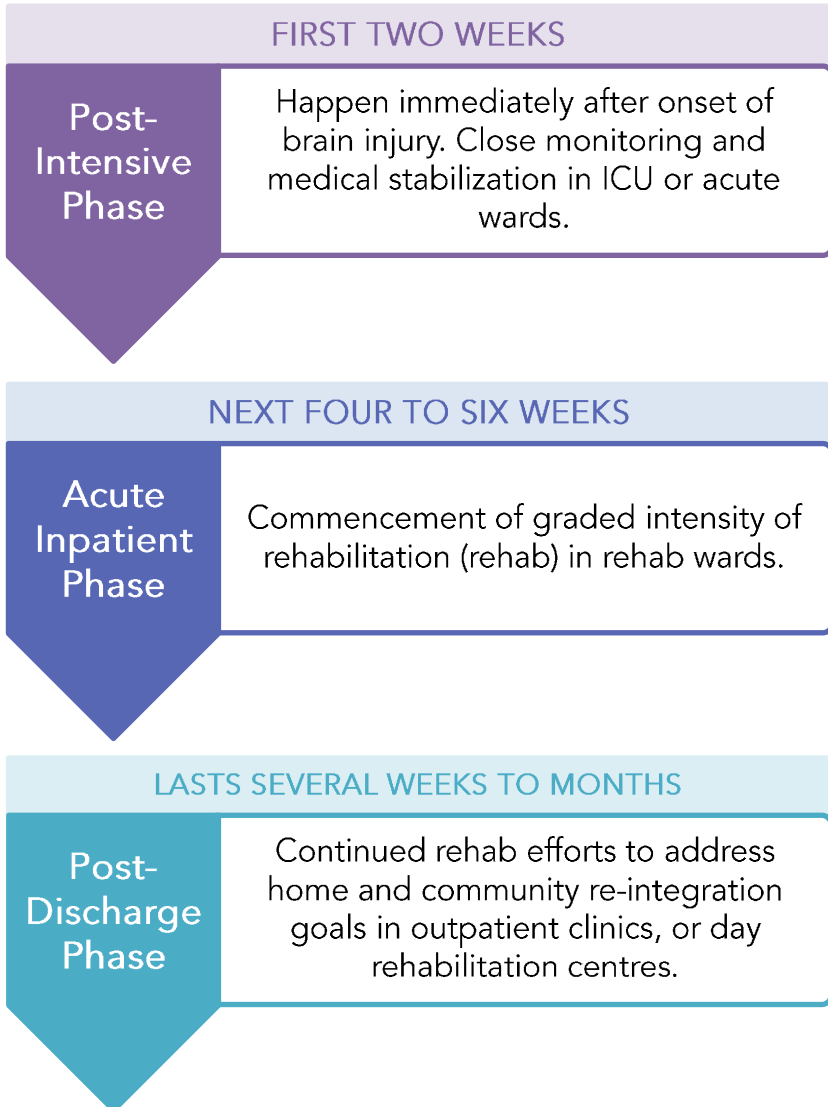 FIRST TWO WEEKS
Post-
Intensive
Phase
Happen immediately after onset of
brain injury. Close monitoring and
medical stabilization in ICU or acute
wards.
NEXT FOUR TO SIX WEEKS
Acute
Inpatient
Phase
Commencement of graded intensity of
rehabilitation (rehab) in rehab wards.
LASTS SEVERAL WEEKS TO MONTHS
Post-
Discharge
Phase
Continued rehab efforts to address
home and community re-integration
goals in outpatient clinics, or day
rehabilitation centres.